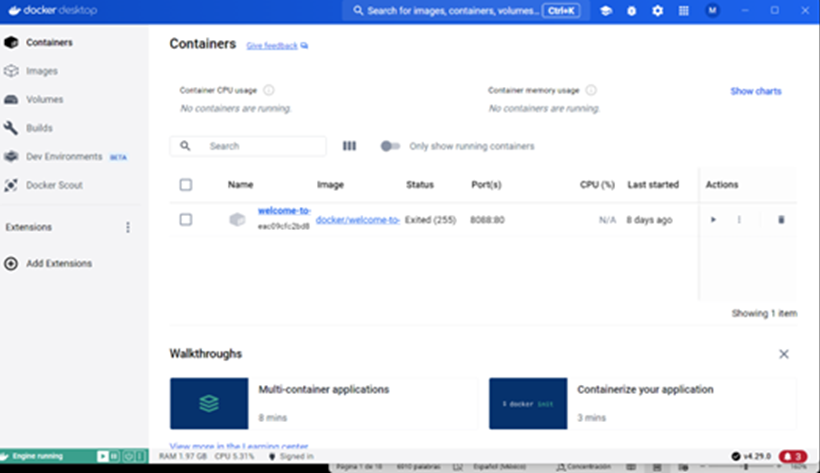 docker desktop
Search for images, containers, volumes... Ctrl+K
M
Containers
Images
Volumes
Builds
Dev Environments BETA
Docker Scout
Extensions
Add Extensions
Containers Give feedback
Container CPU usage
No containers are running.
Container memory usage
No containers are running.
Show charts
Search
Only show running containers
Name Image Status Port(s) CPU (%) Last started Actions
welcome-to- docker/welcome-to- Exited (255) 8088:80 N/A 8 days ago
eac09cfc2bd8
Showing 1 item
Walkthroughs
Multi-container applications
8 mins
$ docker init
Containerize your application
3 mins
View more in the Learning center
Engine running RAM 1.97 GB CPU 5.31% Signed in v4.29.0 3
Página 1 de 18 palabras Español (México) Concentración 160%